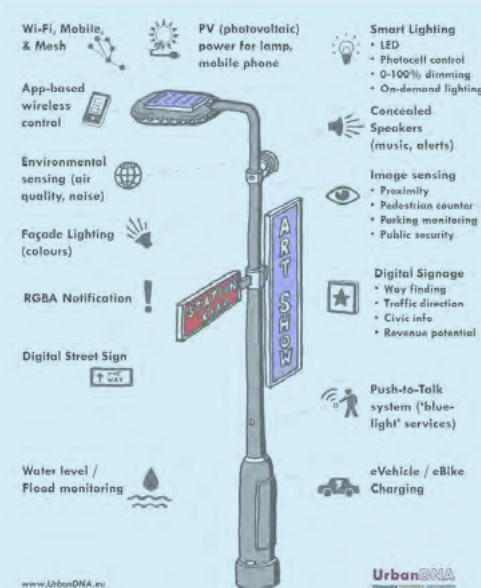 Wi-Fi, Mobile,
& Mesh
PV (photovoltaic)
power for lamp,
mobile phone
Smart Lighting
• LED
• Photocell control
• 0-100% dimming
• On-demand lighting
App-based
wireless
control
Concealed
Speakers
(music, alerts)
Environmental
sensing (air
quality, noise)
Image sensing
• Proximity
• Pedestrian counter
• Parking monitoring
• Public security
Façade Lighting
(colours)
ART SHOW
STATION
Digital Signage
• Way finding
• Traffic direction
• Civic info
• Revenue potential
RGBA Notification
Digital Street Sign
ONE
WAY
Push-to-Talk
system ('blue-
light' services)
Water level /
Flood monitoring
eVehicle / eBike
Charging
www.UrbanDNA.eu
UrbanDNA